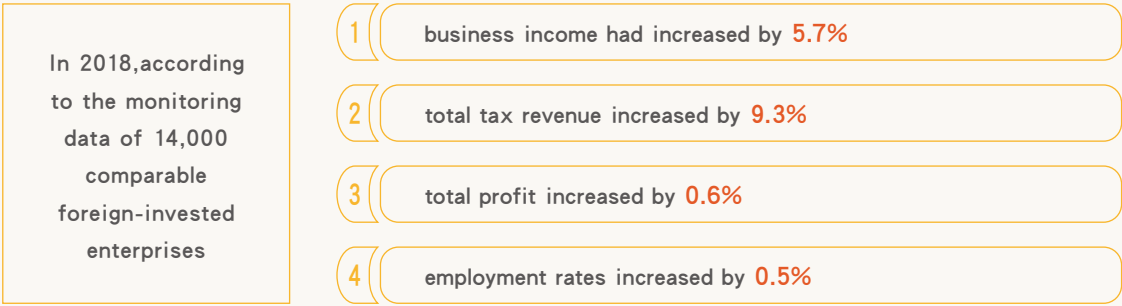 In 2018,according
to the monitoring
data of 14,000
comparable
foreign-invested
enterprises
1 business income had increased by 5.7%
2 total tax revenue increased by 9.3%
3 total profit increased by 0.6%
4 employment rates increased by 0.5%